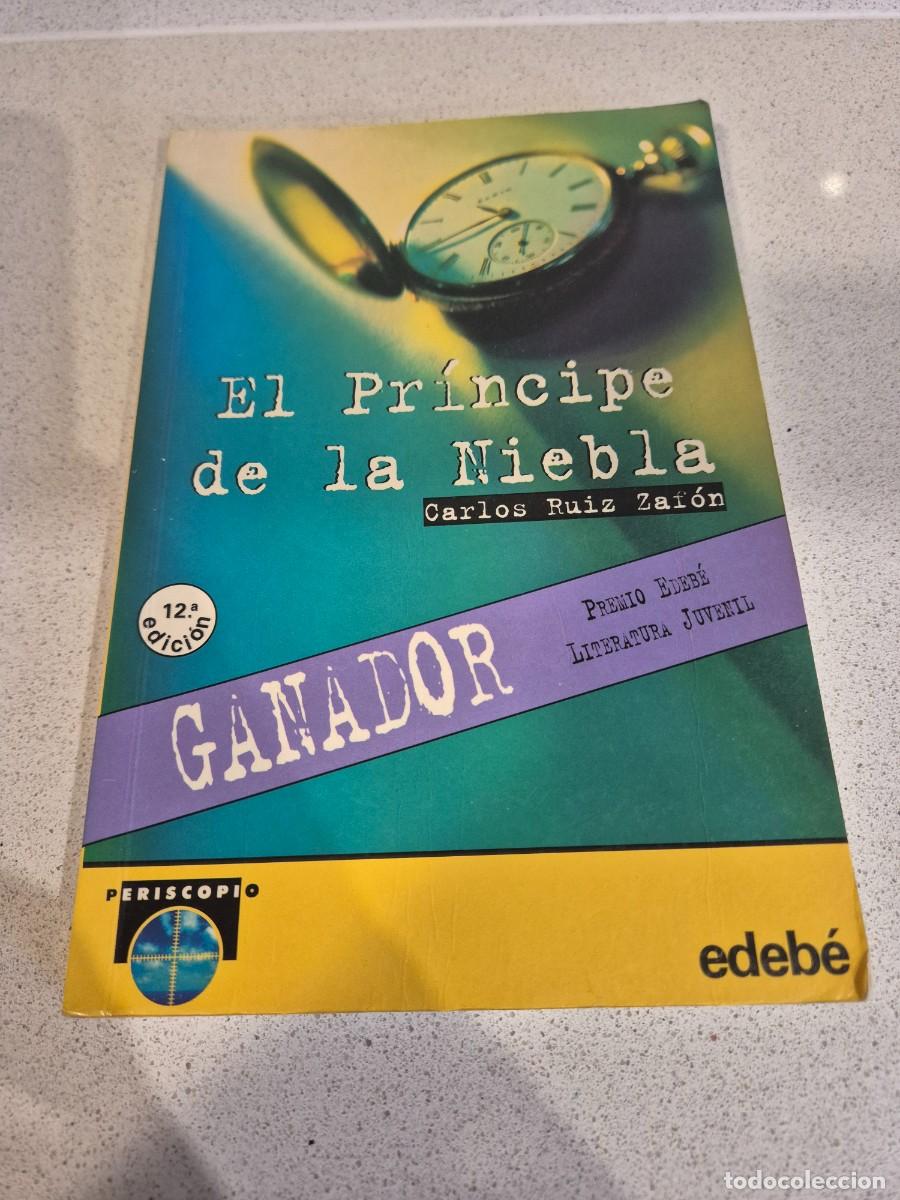 El Príncipe
de la Niebla
Carlos Ruiz Zafón
12.ª
edición
GANADOR
PREMIO EDEBÉ
LITERATURA JUVENIL
PERISCOPIO
edebé
todocoleccion